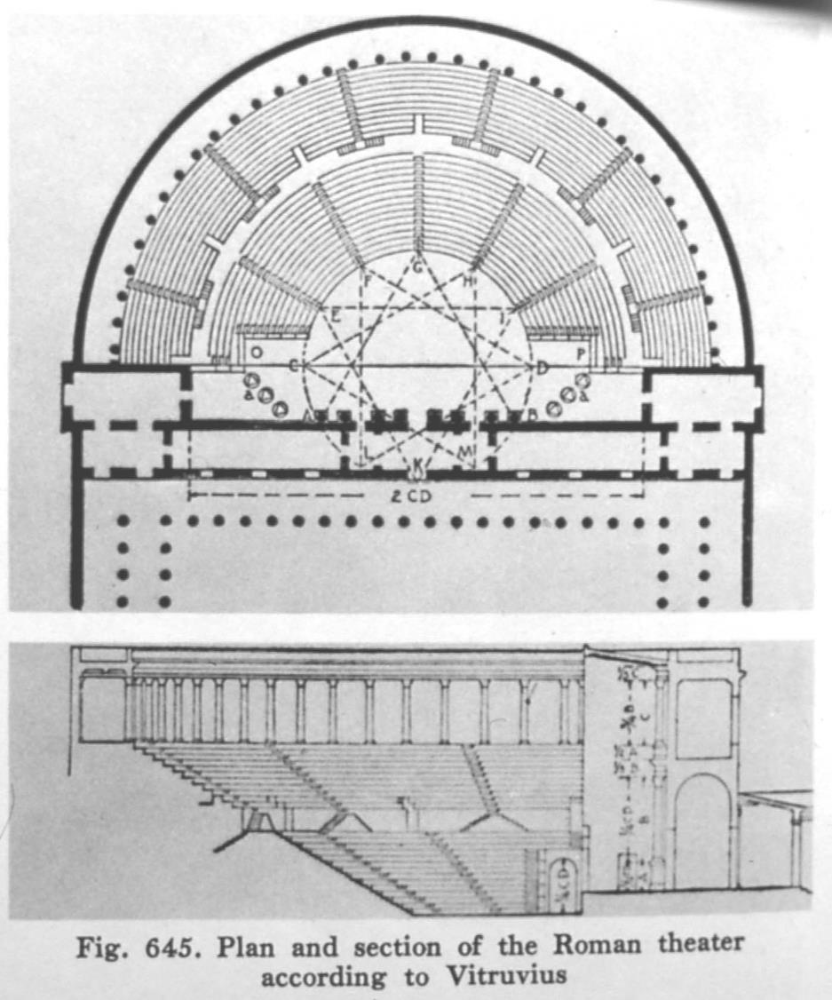 F G H
E I
O P
C D
Δ Δ
A B
L K M
2 CD
B C
B
A
Fig. 645. Plan and section of the Roman theater
according to Vitruvius